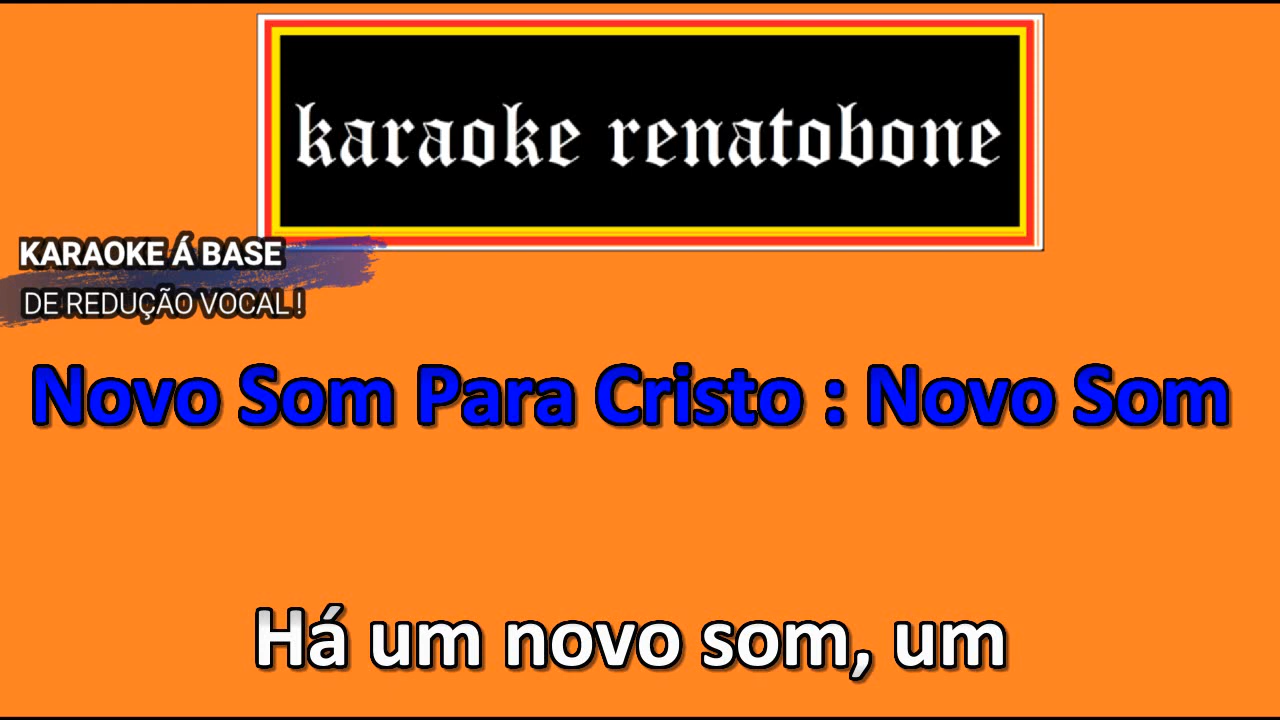 karaoke renatobone
KARAOKE Á BASE
DE REDUÇÃO VOCAL !
Novo Som Para Cristo : Novo Som
Há um novo som, um